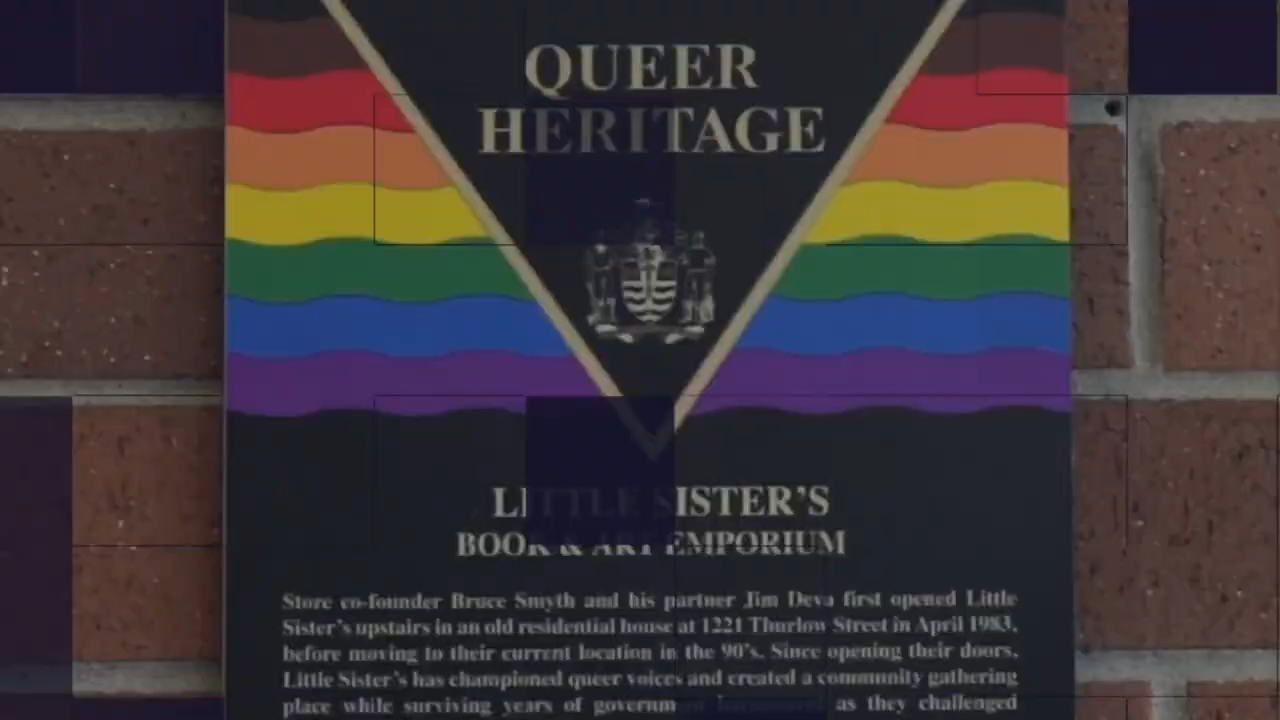 QUEER
HERITAGE
LITTLE SISTER'S
BOOK & ART EMPORIUM
Store co-founder Bruce Smyth and his partner Jim Deva first opened Little
Sister's upstairs in an old residential house at 1221 Thurlow Street in April 1983,
before moving to their current location in the 90's. Since opening their doors,
Little Sister's has championed queer voices and created a community gathering
place while surviving years of as they challenged